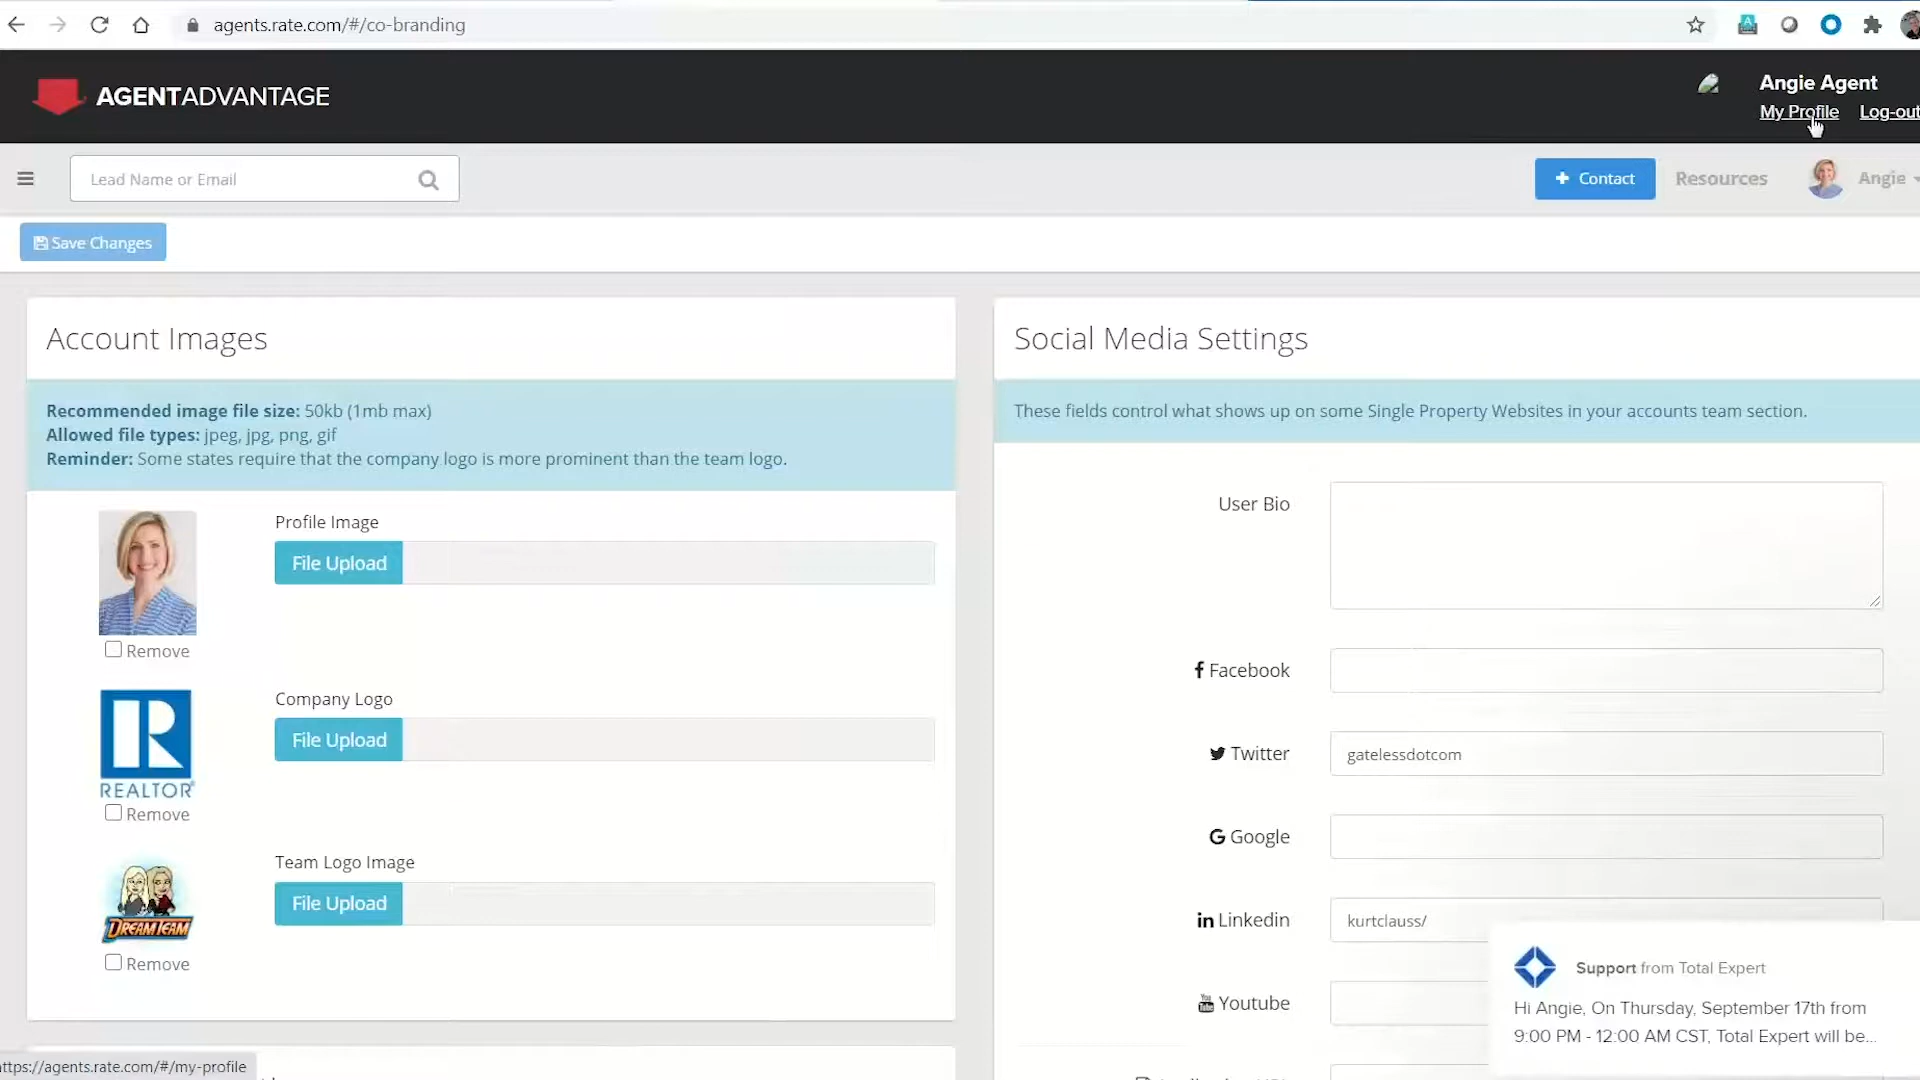 agents.rate.com/#/co-branding
AGENTADVANTAGE
Angie Agent
My Profile Log-out
Lead Name or Email
Contact
Resources
Angie
Save Changes
Account Images
Recommended image file size: 50kb (1mb max)
Allowed file types: jpeg, jpg, png, gif
Reminder: Some states require that the company logo is more prominent than the team logo.
Profile Image
File Upload
Remove
Company Logo
File Upload
REALTOR®
Remove
Team Logo Image
File Upload
DREAM TEAM
Remove
Social Media Settings
These fields control what shows up on some Single Property Websites in your accounts team section.
User Bio
Facebook
Twitter
gatelessdotcom
Google
Linkedin
kurtclauss/
Youtube
Support from Total Expert
Hi Angie, On Thursday, September 17th from
9:00 PM - 12:00 AM CST, Total Expert will be...
ttps://agents.rate.com/#/my-profile